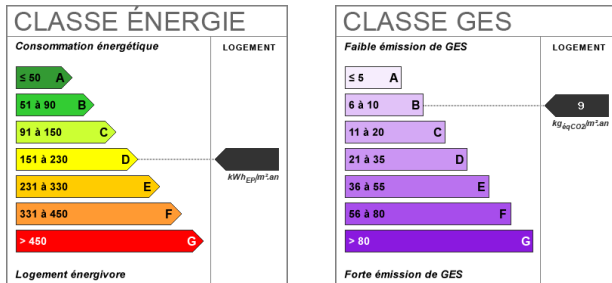 CLASSE ÉNERGIE
Consommation énergétique
LOGEMENT
≤ 50 A
51 à 90 B
91 à 150 C
151 à 230 D
kWhEP/m².an
231 à 330 E
331 à 450 F
> 450 G
Logement énergivore
CLASSE GES
Faible émission de GES
LOGEMENT
≤ 5 A
6 à 10 B
9
kgéqCO2/m².an
11 à 20 C
21 à 35 D
36 à 55 E
56 à 80 F
> 80 G
Forte émission de GES